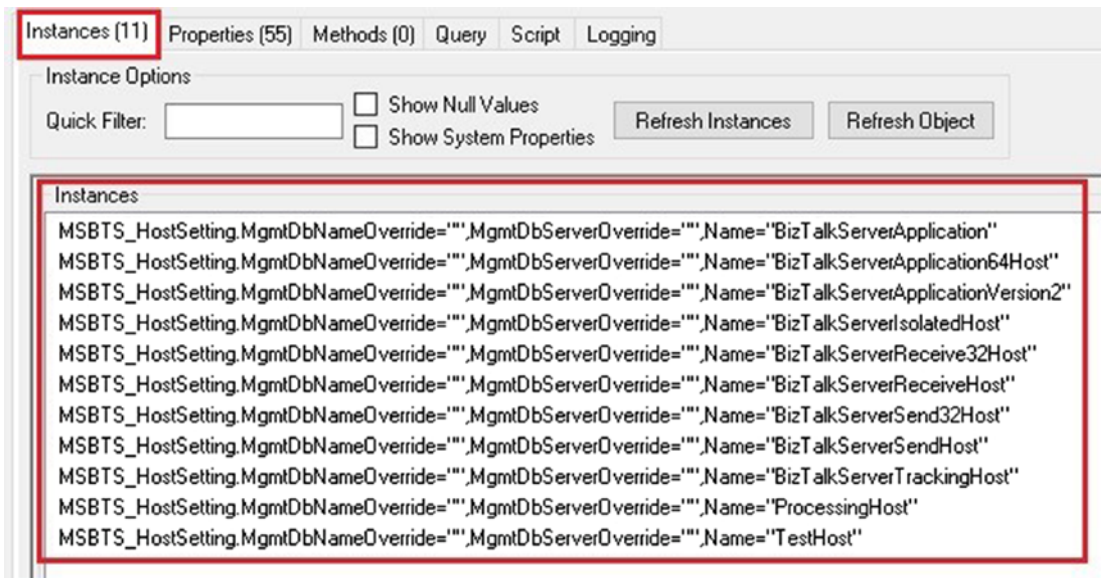 Instances (11) Properties (55) Methods (0) Query Script Logging
Instance Options
Quick Filter:
Show Null Values
Show System Properties
Refresh Instances
Refresh Object
Instances
MSBTS_HostSetting.MgmtDbNameOverride="",MgmtDbServerOverride="",Name="BizTalkServerApplication"
MSBTS_HostSetting.MgmtDbNameOverride="",MgmtDbServerOverride="",Name="BizTalkServerApplication64Host"
MSBTS_HostSetting.MgmtDbNameOverride="",MgmtDbServerOverride="",Name="BizTalkServerApplicationVersion2"
MSBTS_HostSetting.MgmtDbNameOverride="",MgmtDbServerOverride="",Name="BizTalkServerIsolatedHost"
MSBTS_HostSetting.MgmtDbNameOverride="",MgmtDbServerOverride="",Name="BizTalkServerReceive32Host"
MSBTS_HostSetting.MgmtDbNameOverride="",MgmtDbServerOverride="",Name="BizTalkServerReceiveHost"
MSBTS_HostSetting.MgmtDbNameOverride="",MgmtDbServerOverride="",Name="BizTalkServerSend32Host"
MSBTS_HostSetting.MgmtDbNameOverride="",MgmtDbServerOverride="",Name="BizTalkServerSendHost"
MSBTS_HostSetting.MgmtDbNameOverride="",MgmtDbServerOverride="",Name="BizTalkServerTrackingHost"
MSBTS_HostSetting.MgmtDbNameOverride="",MgmtDbServerOverride="",Name="ProcessingHost"
MSBTS_HostSetting.MgmtDbNameOverride="",MgmtDbServerOverride="",Name="TestHost"